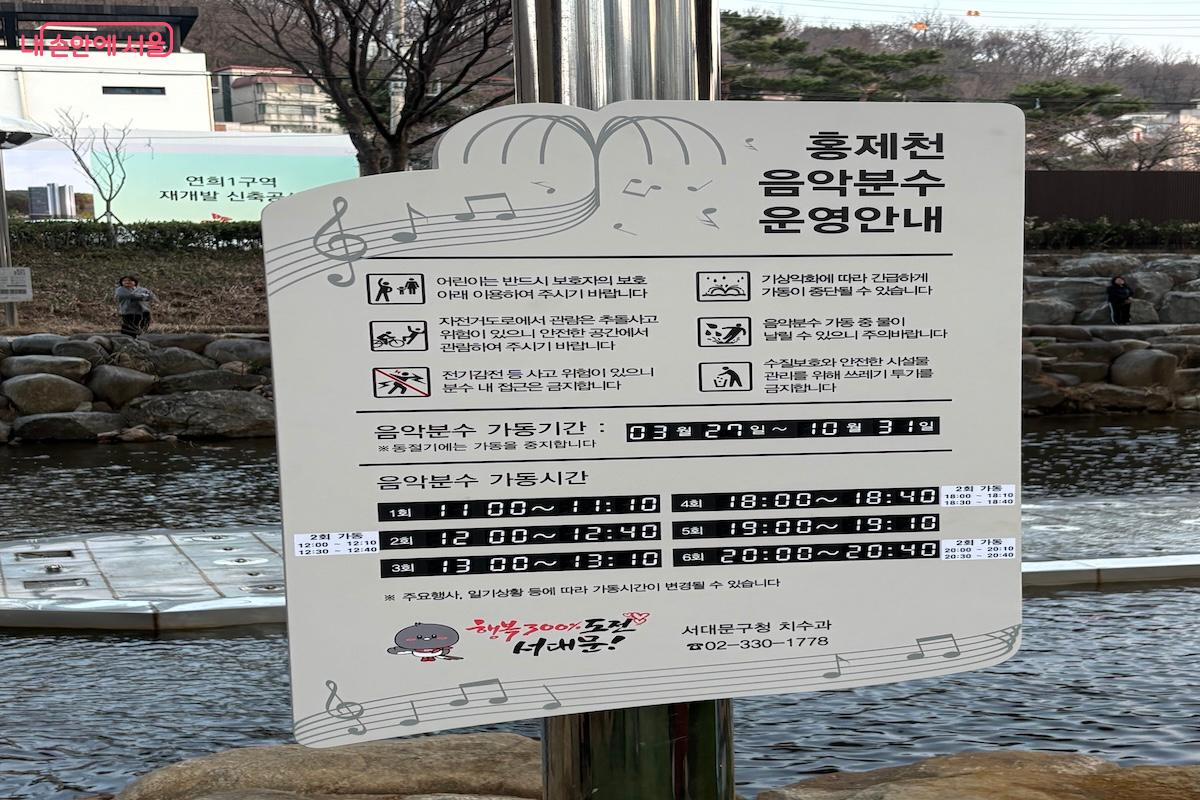 내 손안에 서울
연희1구역
재개발 신축공
홍제천
음악분수
운영안내
어린이는 반드시 보호자의 보호
아래 이용하여 주시기 바랍니다
자전거도로에서 관람은 추돌사고
위험이 있으니 안전한 공간에서
관람하여 주시기 바랍니다
전기감전 등 사고 위험이 있으니
분수 내 접근은 금지합니다
기상악화에 따라 긴급하게
가동이 중단될 수 있습니다
음악분수 가동 중 물이
날릴 수 있으니 주의바랍니다
수질보호와 안전한 시설물
관리를 위해 쓰레기 투기를
금지합니다
음악분수 가동기간 : 03월 27일 ~ 10월 31일
※동절기에는 가동을 중지합니다
음악분수 가동시간
1회 11 00~11:10
2회 12 00~12:40
2회 가동
12:00 ~ 12:10
12:30 ~ 12:40
3회 13 00~13:10
4회 18:00~18:40
2회 가동
18:00 ~ 18:10
18:30 ~ 18:40
5회 19:00~19:10
6회 20:00~20:40
2회 가동
20:00 ~ 20:10
20:30 ~ 20:40
※ 주요행사, 일기상황 등에 따라 가동시간이 변경될 수 있습니다
행복300% 도전
서대문!
서대문구청 치수과
☎02-330-1778